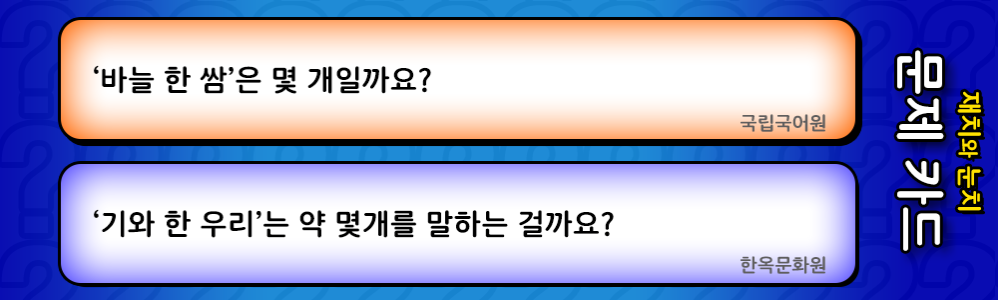 ‘바늘 한 쌈’은 몇 개일까요?
국립국어원
‘기와 한 우리’는 약 몇개를 말하는 걸까요?
한옥문화원
재치와 눈치
문제 카드